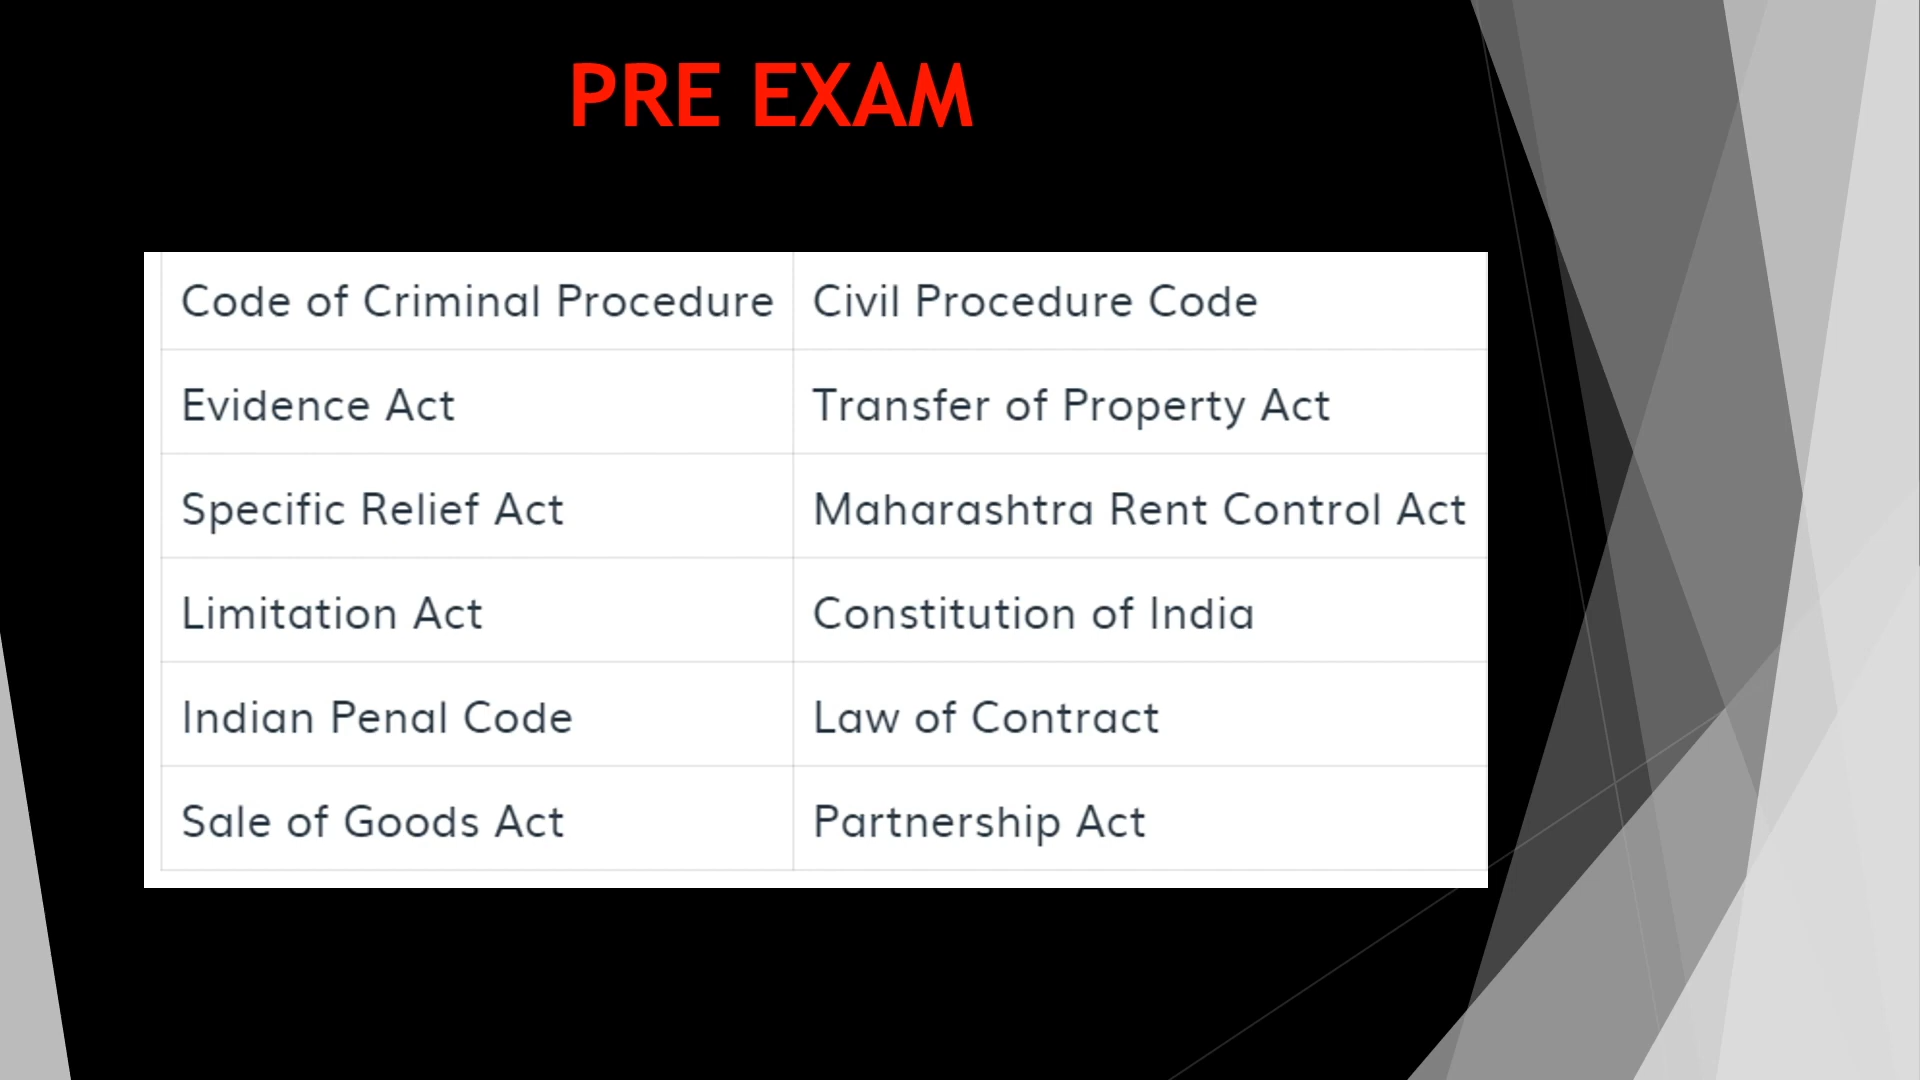 PRE EXAM
Code of Criminal Procedure
Civil Procedure Code
Evidence Act
Transfer of Property Act
Specific Relief Act
Maharashtra Rent Control Act
Limitation Act
Constitution of India
Indian Penal Code
Law of Contract
Sale of Goods Act
Partnership Act